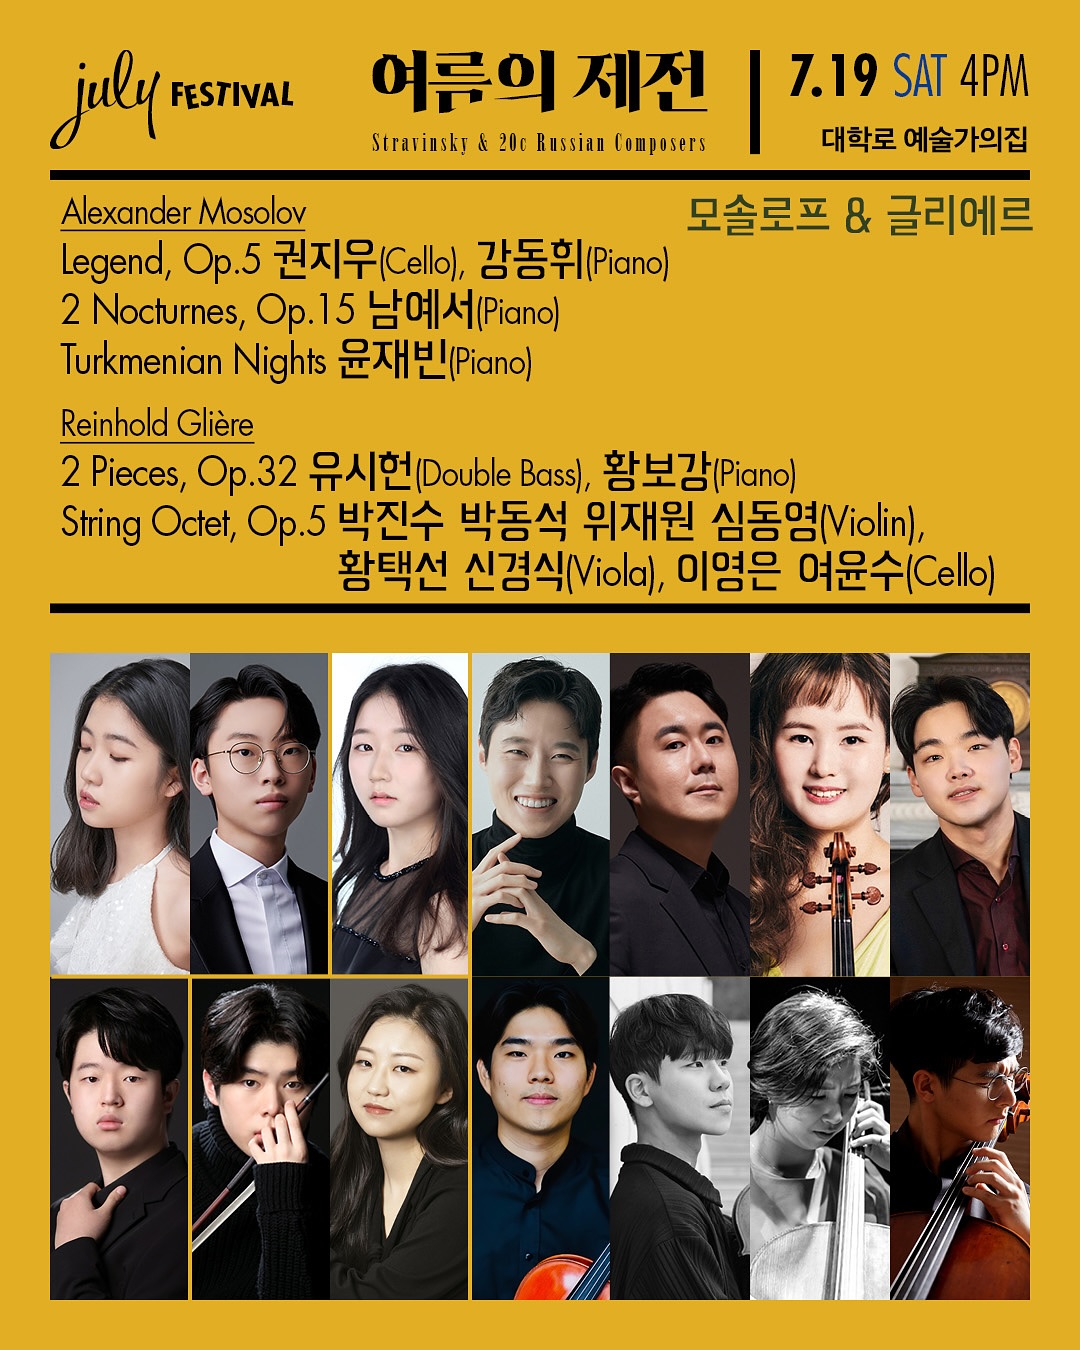 july FESTIVAL
여름의 제전
Stravinsky & 20c Russian Composers
7.19 SAT 4PM
대학로 예술가의집
모솔로프 & 글리에르
Alexander Mosolov
Legend, Op.5 권지우(Cello), 강동휘(Piano)
2 Nocturnes, Op.15 남예서(Piano)
Turkmenian Nights 윤재빈(Piano)
Reinhold Glière
2 Pieces, Op.32 유시헌(Double Bass), 황보강(Piano)
String Octet, Op.5 박진수 박동석 위재원 심동영(Violin),
황택선 신경식(Viola), 이영은 여윤수(Cello)